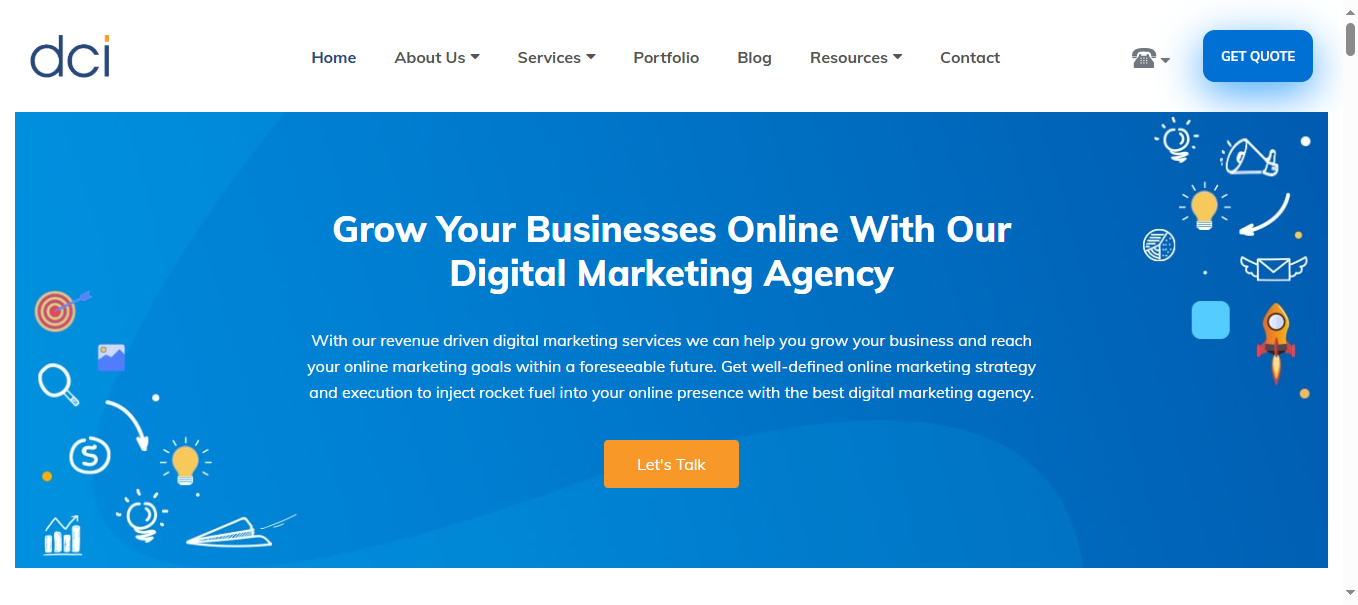 dci
Home About Us Services Portfolio Blog Resources Contact
GET QUOTE
Grow Your Businesses Online With Our
Digital Marketing Agency
With our revenue driven digital marketing services we can help you grow your business and reach
your online marketing goals within a foreseeable future. Get well-defined online marketing strategy
and execution to inject rocket fuel into your online presence with the best digital marketing agency.
Let's Talk